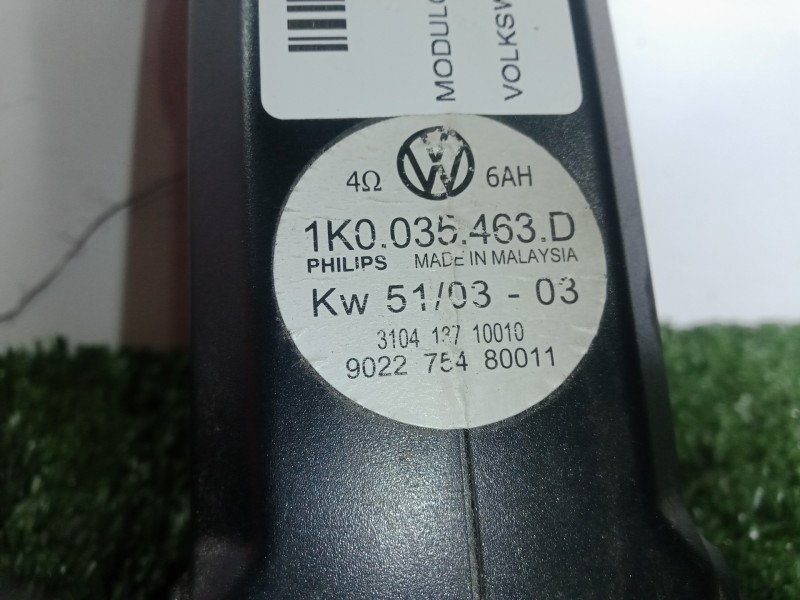 MODULO
VOLKSW
4Ω 6AH
1K0.035.463.D
PHILIPS MADE IN MALAYSIA
Kw 51/03 - 03
3104 137 10010
9022 754 80011